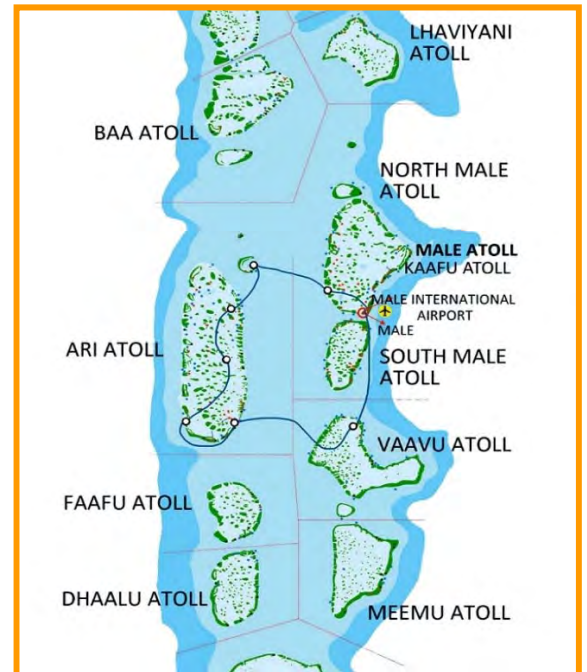 LHAVIYANI
ATOLL
BAA ATOLL
NORTH MALE
ATOLL
MALE ATOLL
KAAFU ATOLL
MALE INTERNATIONAL
AIRPORT
MALE
ARI ATOLL
SOUTH MALE
ATOLL
VAAVU ATOLL
FAAFU ATOLL
DHAALU ATOLL
MEEMU ATOLL